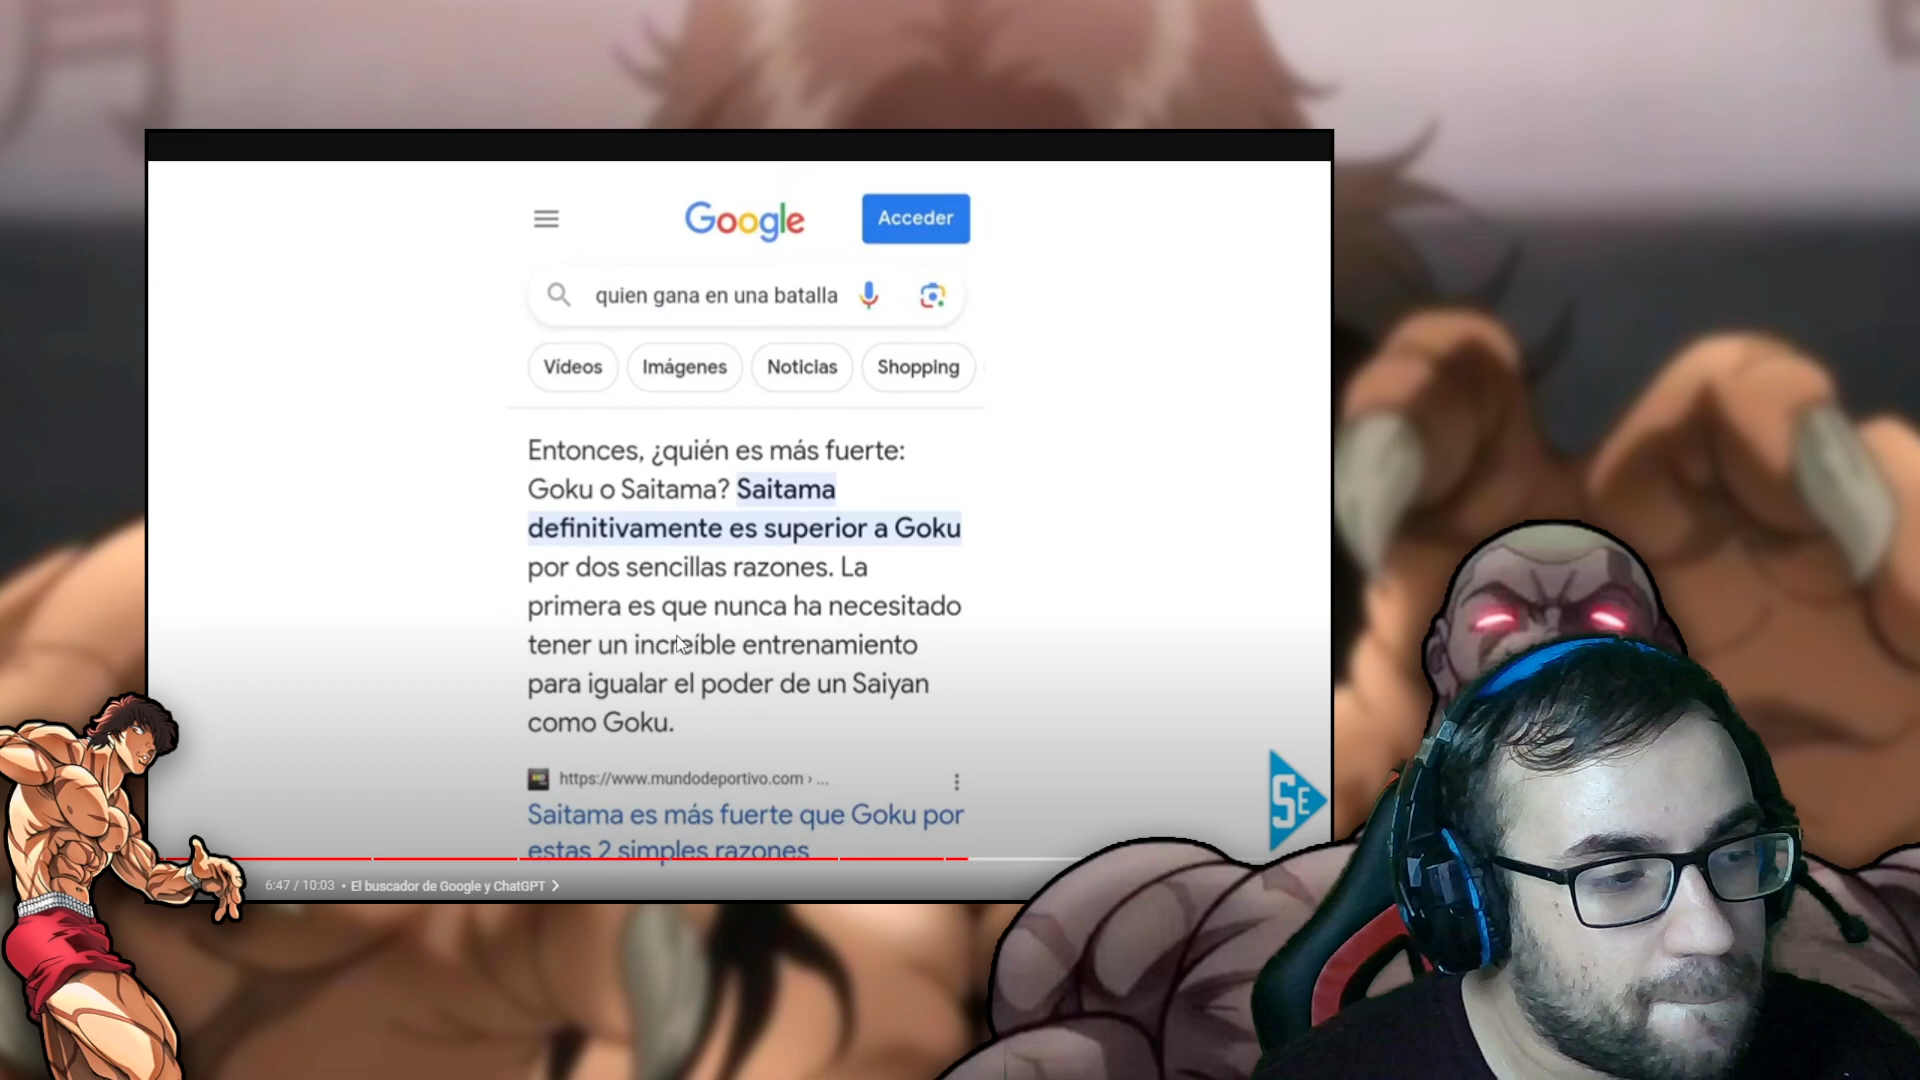 Google
Acceder
quien gana en una batalla
Vídeos
Imágenes
Noticias
Shopping
Entonces, ¿quién es más fuerte:
Goku o Saitama? Saitama
definitivamente es superior a Goku
por dos sencillas razones. La
primera es que nunca ha necesitado
tener un increíble entrenamiento
para igualar el poder de un Saiyan
como Goku.
https://www.mundodeportivo.com › ...
Saitama es más fuerte que Goku por
estas 2 simples razones
SE
6:47 / 10:03 • El buscador de Google y ChatGPT